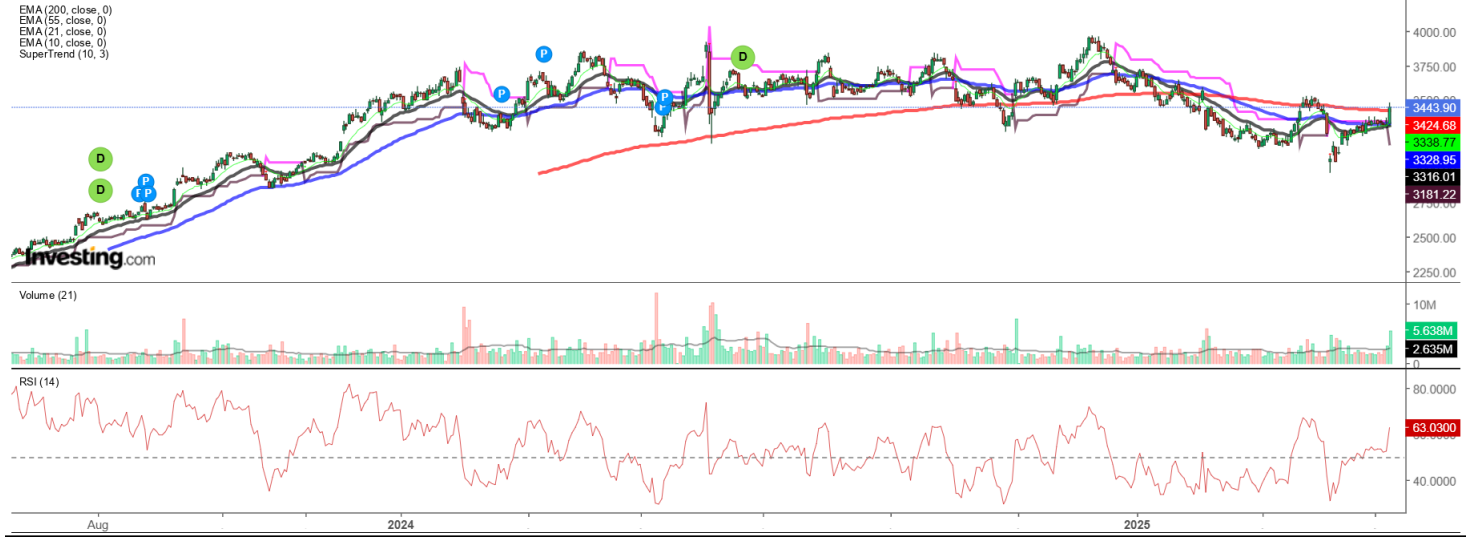 EMA (200, close, 0)
EMA (55, close, 0)
EMA (21, close, 0)
EMA (10, close, 0)
SuperTrend (10, 3)
4000.00
3750.00
3443.90
3424.68
3338.77
3328.95
3316.01
3181.22
2500.00
2250.00
D
D
P
P
P
P
P
P
D
Investing.com
Volume (21)
10M
5.638M
2.635M
0
RSI (14)
80.0000
63.0300
40.0000
Aug
2024
2025